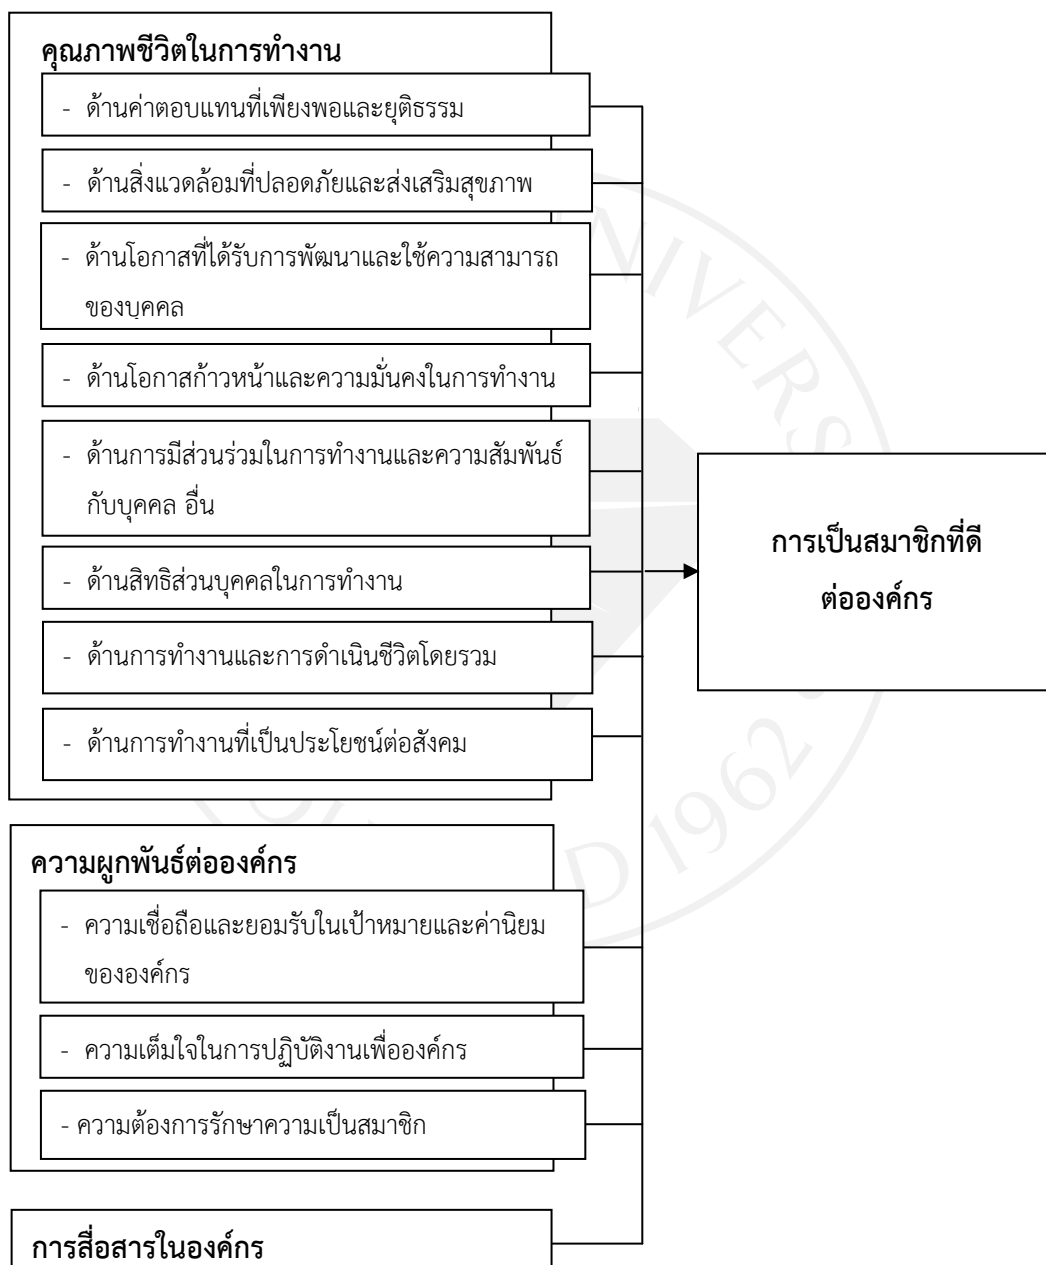 คุณภาพชีวิตในการทำงาน
- ด้านค่าตอบแทนที่เพียงพอและยุติธรรม
- ด้านสิ่งแวดล้อมที่ปลอดภัยและส่งเสริมสุขภาพ
- ด้านโอกาสที่ได้รับการพัฒนาและใช้ความสามารถ
ของบุคคล
- ด้านโอกาสก้าวหน้าและความมั่นคงในการทำงาน
- ด้านการมีส่วนร่วมในการทำงานและความสัมพันธ์
กับบุคคล อื่น
- ด้านสิทธิส่วนบุคคลในการทำงาน
- ด้านการทำงานและการดำเนินชีวิตโดยรวม
- ด้านการทำงานที่เป็นประโยชน์ต่อสังคม
ความผูกพันธ์ต่อองค์กร
- ความเชื่อถือและยอมรับในเป้าหมายและค่านิยม
ขององค์กร
- ความเต็มใจในการปฏิบัติงานเพื่อองค์กร
- ความต้องการรักษาความเป็นสมาชิก
การสื่อสารในองค์กร
การเป็นสมาชิกที่ดี
ต่อองค์กร
1962